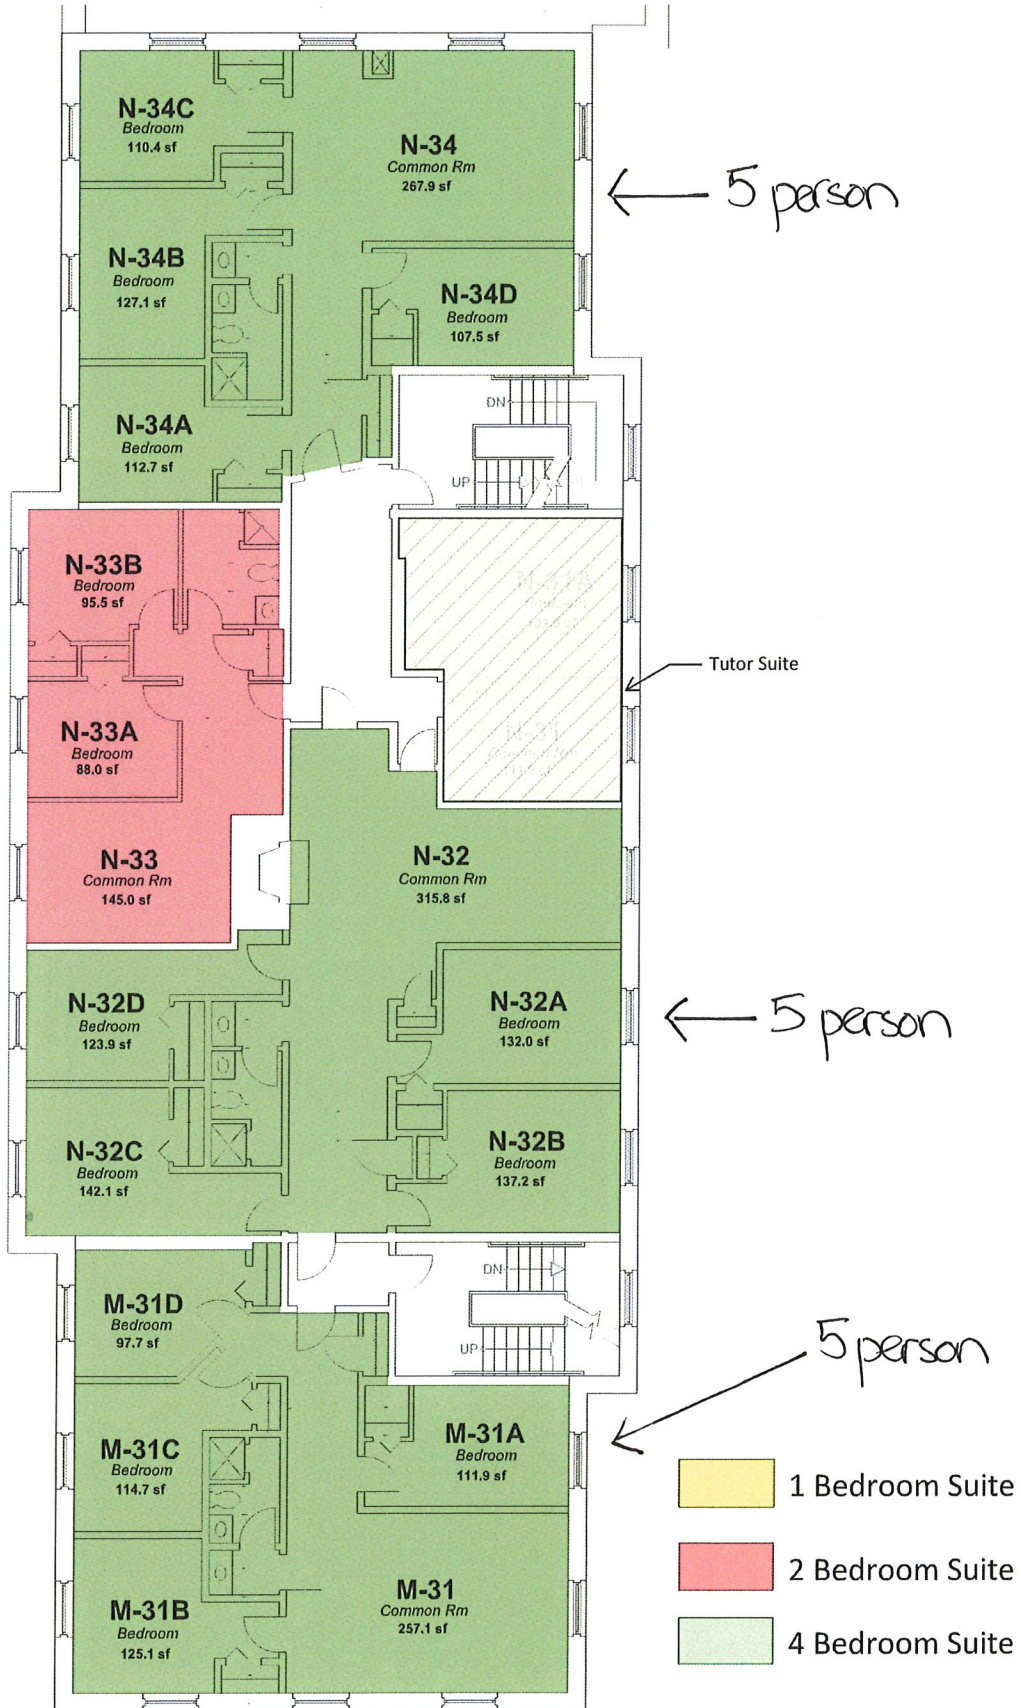 N-34C
Bedroom
110.4 sf
N-34
Common Rm
267.9 sf
5 person
N-34B
Bedroom
127.1 sf
N-34D
Bedroom
107.5 sf
N-34A
Bedroom
112.7 sf
DN
UP
N-33B
Bedroom
95.5 sf
Tutor Suite
N-33A
Bedroom
88.0 sf
N-33
Common Rm
145.0 sf
N-32
Common Rm
315.8 sf
N-32D
Bedroom
123.9 sf
N-32A
Bedroom
132.0 sf
5 person
N-32C
Bedroom
142.1 sf
N-32B
Bedroom
137.2 sf
DN
UP
M-31D
Bedroom
97.7 sf
5 person
M-31C
Bedroom
114.7 sf
M-31A
Bedroom
111.9 sf
M-31B
Bedroom
125.1 sf
M-31
Common Rm
257.1 sf
1 Bedroom Suite
2 Bedroom Suite
4 Bedroom Suite